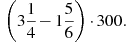 (3 1/4 − 1 5/6) · 300.